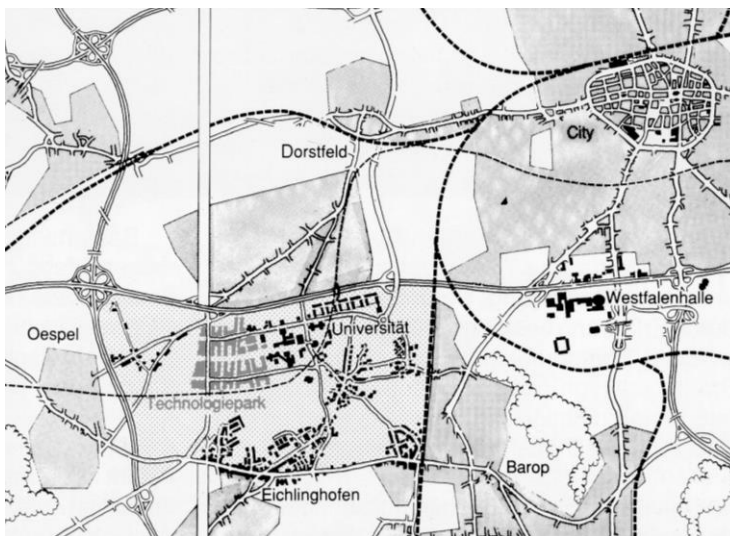 City
Dorstfeld
Westfalenhalle
Oespel
Universität
Technologiepark
Barop
Eichlinghofen